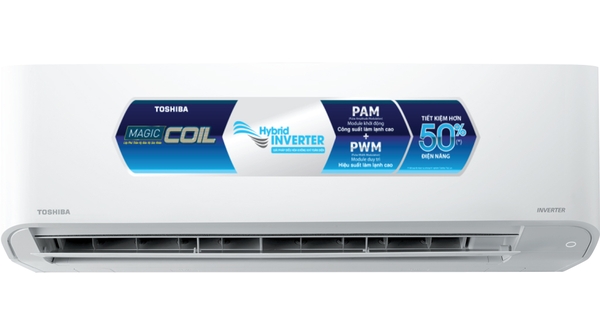 TOSHIBA
MAGIC COIL
Hybrid
INVERTER
PAM
Module khởi động
Công suất làm lạnh cao
+
PWM
Module duy trì
Hiệu suất làm lạnh cao
TIẾT KIỆM HƠN
50%
(*)
ĐIỆN NĂNG
TOSHIBA
INVERTER